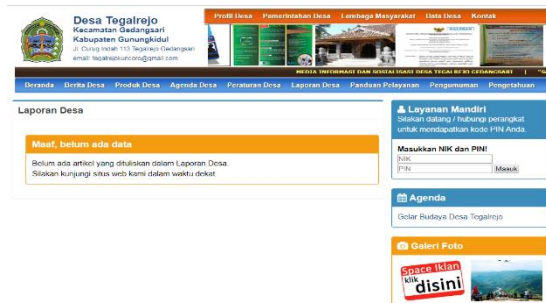 Desa Tegalrejo
Kecamatan Gedangsari
Kabupaten Gunungkidul
Jl. Curug Indah 113 Tegalrejo Gedangsari
Profil Desa Pemerintahan Desa Lembaga Masyarakat Data Desa Kontak
MEDIA INFORMASI DAN SOSIALISASI DESA TEGALREJO GEDANGSARI |
Beranda Berita Desa Produk Desa Agenda Desa Peraturan Desa Laporan Desa Panduan Pelayanan Pengumuman Pengetahuan
Laporan Desa
Maaf, belum ada data
Belum ada artikel yang dituliskan dalam Laporan Desa.
Silakan kunjungi situs web kami dalam waktu dekat
Layanan Mandiri
Silakan datang / hubungi perangkat
untuk mendapatkan kode PIN Anda.
Masukkan NIK dan PIN!
NIK
PIN Masuk
Agenda
Gelar Budaya Desa Tegalrejo
Galeri Foto
Space Iklan
klik
disini